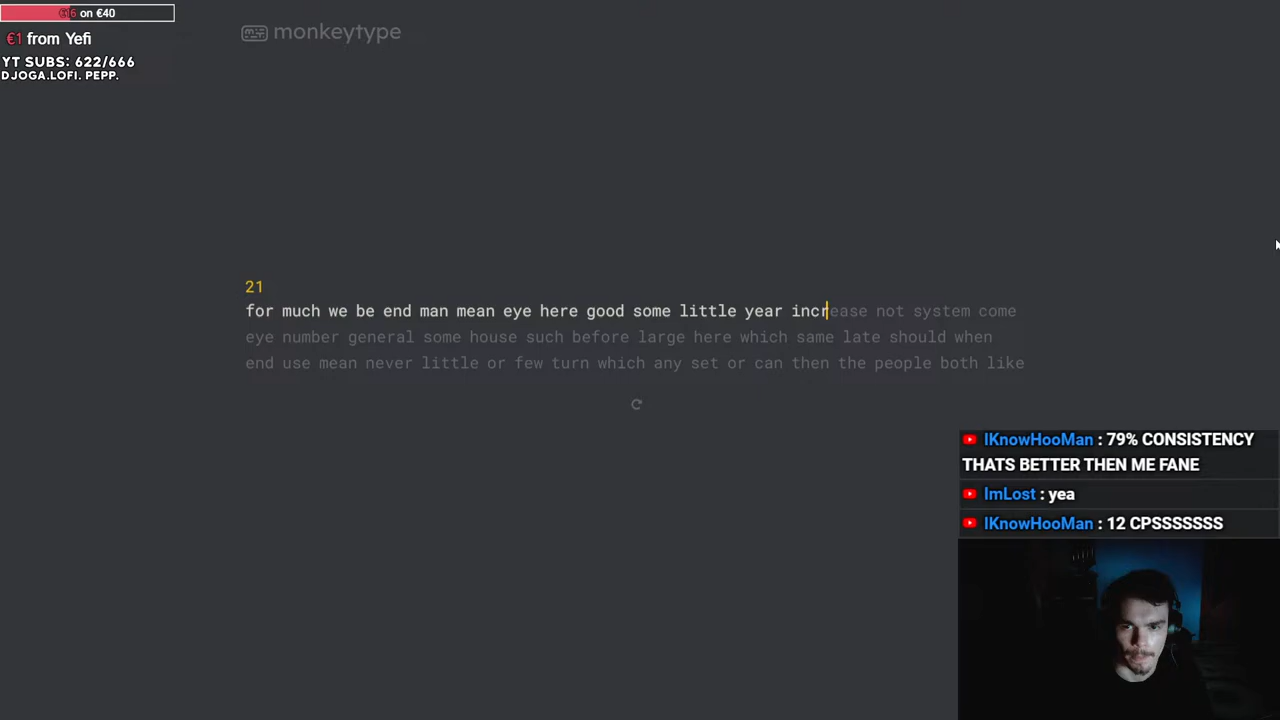 €16 on €40
€1 from Yefi
YT SUBS: 622/666
DJOGA.LOFI. PEPP.
monkeytype
21
for much we be end man mean eye here good some little year increase not system come
eye number general some house such before large here which same late should when
end use mean never little or few turn which any set or can then the people both like
IKnowHooMan : 79% CONSISTENCY
THATS BETTER THEN ME FANE
ImLost : yea
IKnowHooMan : 12 CPSSSSSSS